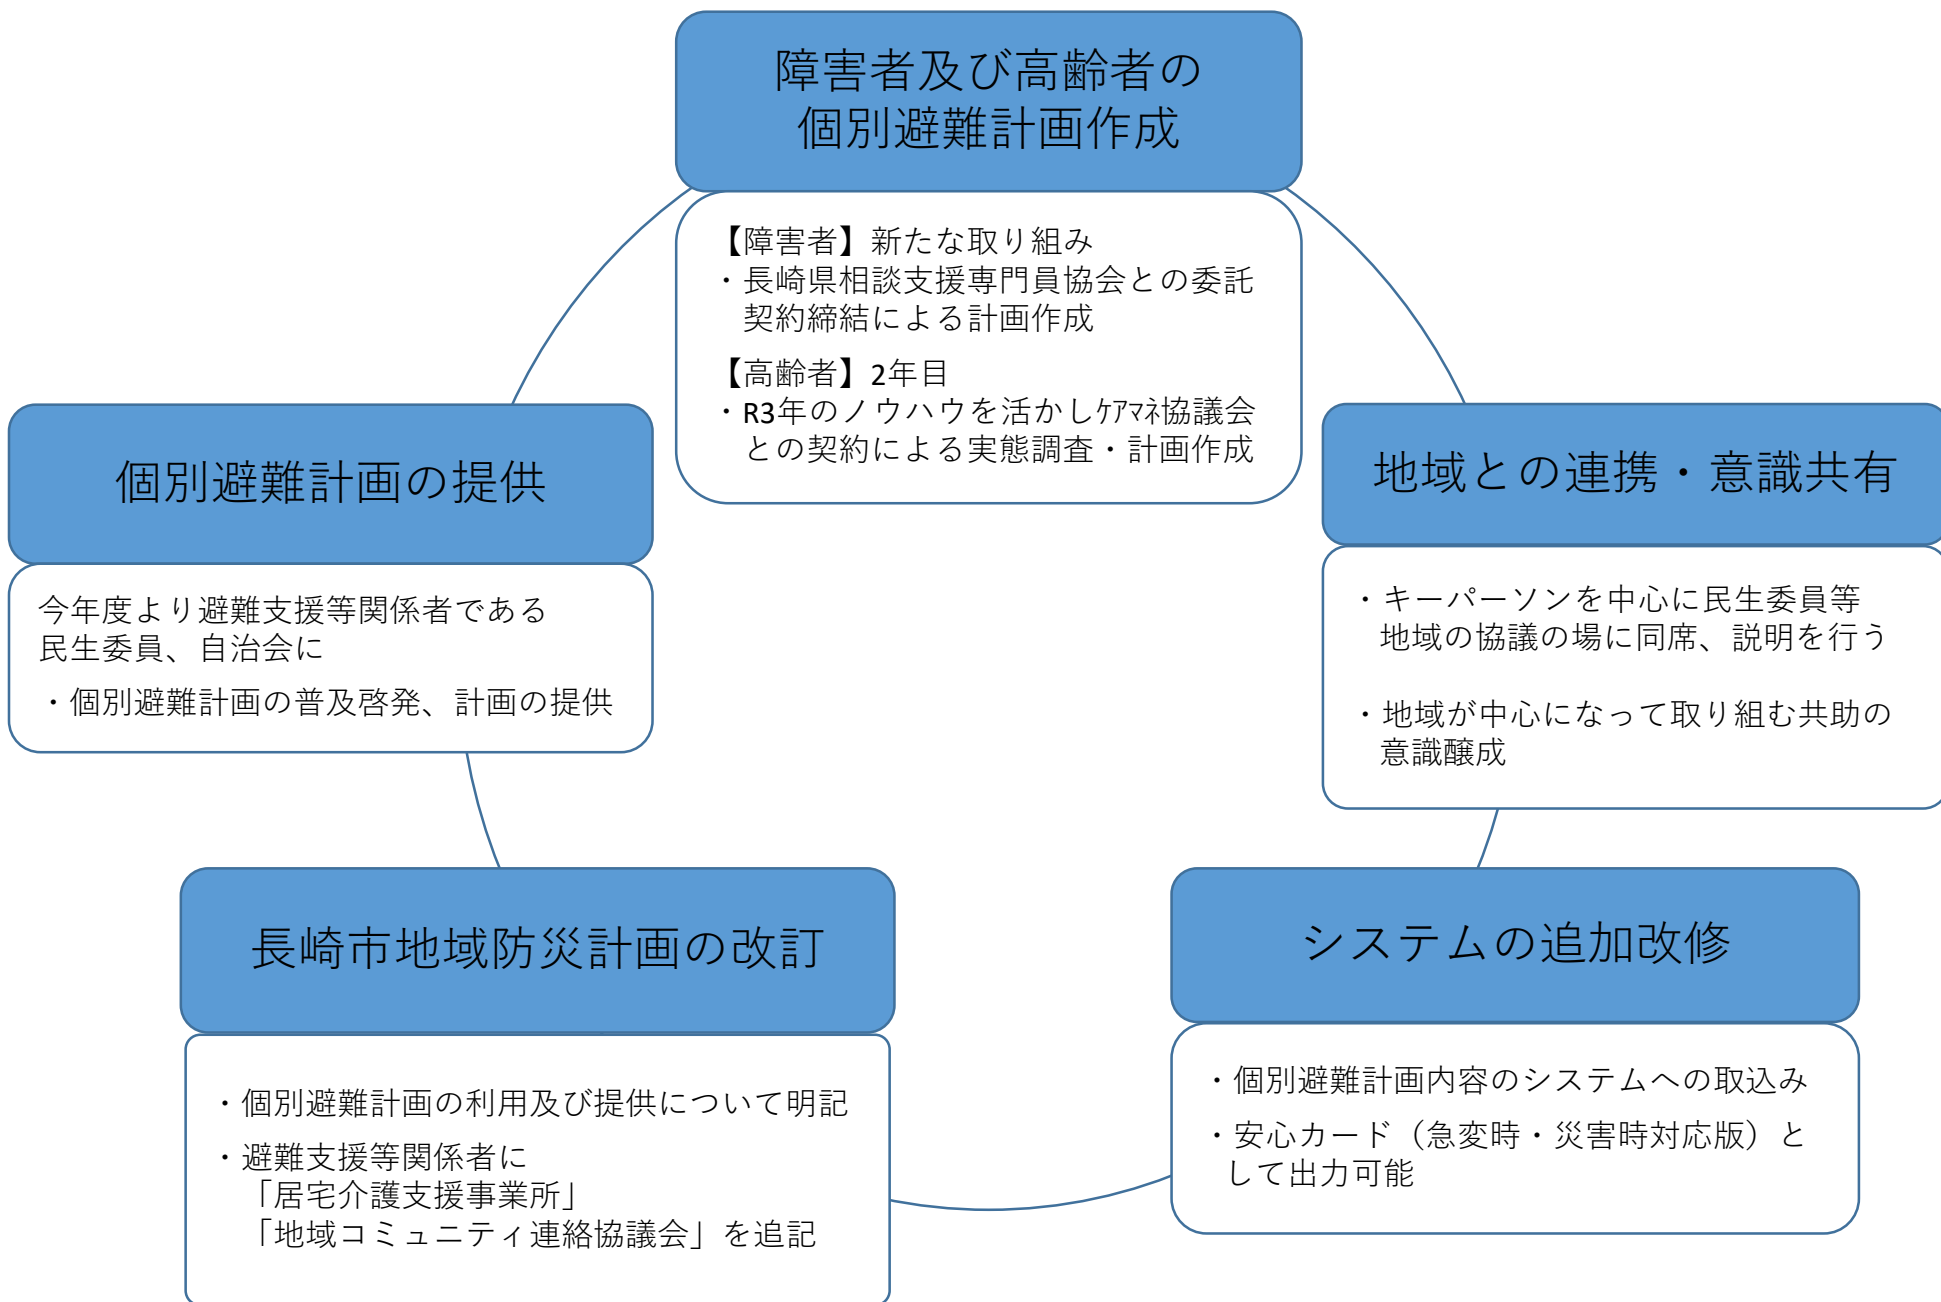 障害者及び高齢者の
個別避難計画作成
【障害者】新たな取り組み
・長崎県相談支援専門員協会との委託
契約締結による計画作成
【高齢者】2年目
・R3年のノウハウを活かしｹｱﾏﾈ協議会
との契約による実態調査・計画作成
地域との連携・意識共有
・キーパーソンを中心に民生委員等
地域の協議の場に同席、説明を行う
・地域が中心になって取り組む共助の
意識醸成
システムの追加改修
・個別避難計画内容のシステムへの取込み
・安心カード（急変時・災害時対応版）と
して出力可能
長崎市地域防災計画の改訂
・個別避難計画の利用及び提供について明記
・避難支援等関係者に
「居宅介護支援事業所」
「地域コミュニティ連絡協議会」を追記
個別避難計画の提供
今年度より避難支援等関係者である
民生委員、自治会に
・個別避難計画の普及啓発、計画の提供